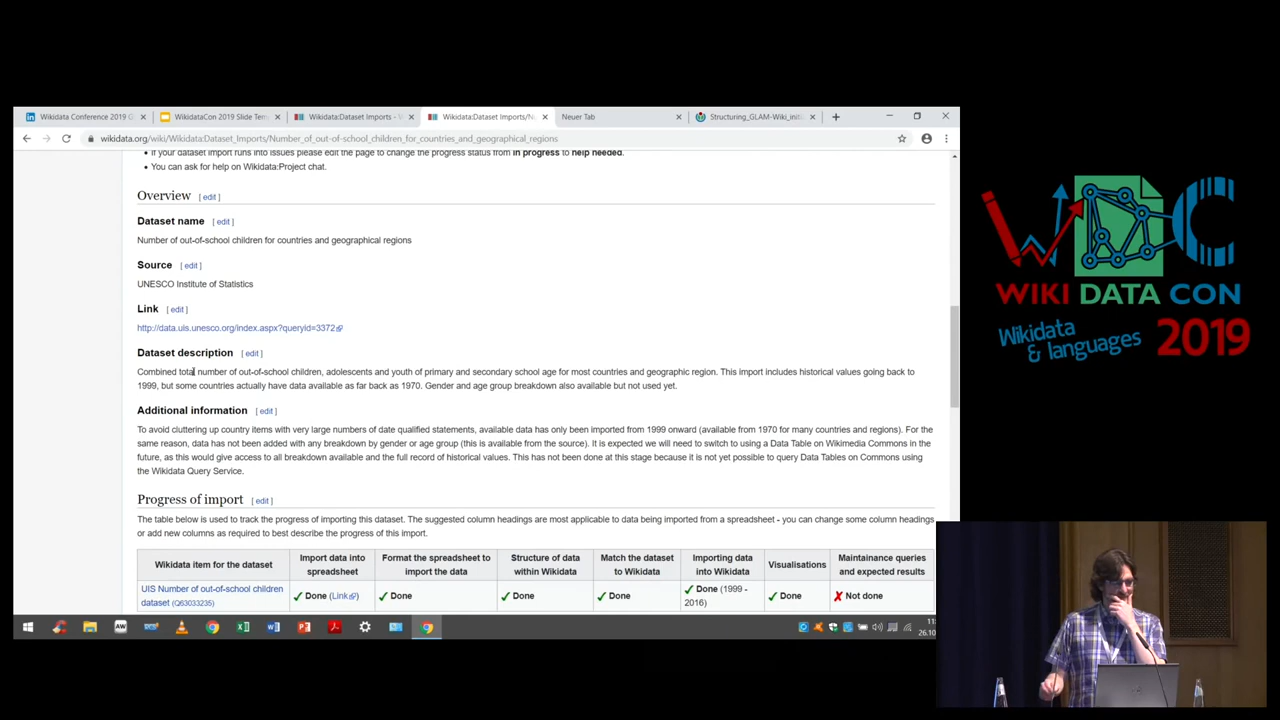 Wikidata Conference 2019 G
WikidataCon 2019 Slide Tem
Wikidata:Dataset Imports - V
Wikidata:Dataset Imports/N
Neuer Tab
Structuring_GLAM-Wiki_initi
wikidata.org/wiki/Wikidata:Dataset_Imports/Number_of_out-of-school_children_for_countries_and_geographical_regions
If your dataset import runs into issues please edit the page to change the progress status from in progress to help needed.
You can ask for help on Wikidata:Project chat.
Overview [ edit ]
Dataset name [ edit ]
Number of out-of-school children for countries and geographical regions
Source [ edit ]
UNESCO Institute of Statistics
Link [ edit ]
http://data.uis.unesco.org/index.aspx?queryid=3372
Dataset description [ edit ]
Combined total number of out-of-school children, adolescents and youth of primary and secondary school age for most countries and geographic region. This import includes historical values going back to
1999, but some countries actually have data available as far back as 1970. Gender and age group breakdown also available but not used yet.
Additional information [ edit ]
To avoid cluttering up country items with very large numbers of date qualified statements, available data has only been imported from 1999 onward (available from 1970 for many countries and regions). For the
same reason, data has not been added with any breakdown by gender or age group (this is available from the source). It is expected we will need to switch to using a Data Table on Wikimedia Commons in the
future, as this would give access to all breakdown available and the full record of historical values. This has not been done at this stage because it is not yet possible to query Data Tables on Commons using
the Wikidata Query Service.
Progress of import [ edit ]
The table below is used to track the progress of importing this dataset. The suggested column headings are most applicable to data being imported from a spreadsheet - you can change some column headings
or add new columns as required to best describe the progress of this import.
Wikidata item for the dataset
Import data into
spreadsheet
Format the spreadsheet to
import the data
Structure of data
within Wikidata
Match the dataset
to Wikidata
Importing data
into Wikidata
Visualisations
Maintainance queries
and expected results
UIS Number of out-of-school children
dataset (Q63033235)
Done (Link)
Done
Done
Done
Done (1999 -
2016)
Done
Not done
26.10
WDC
WIKI DATA CON
Wikidata
& languages
2019